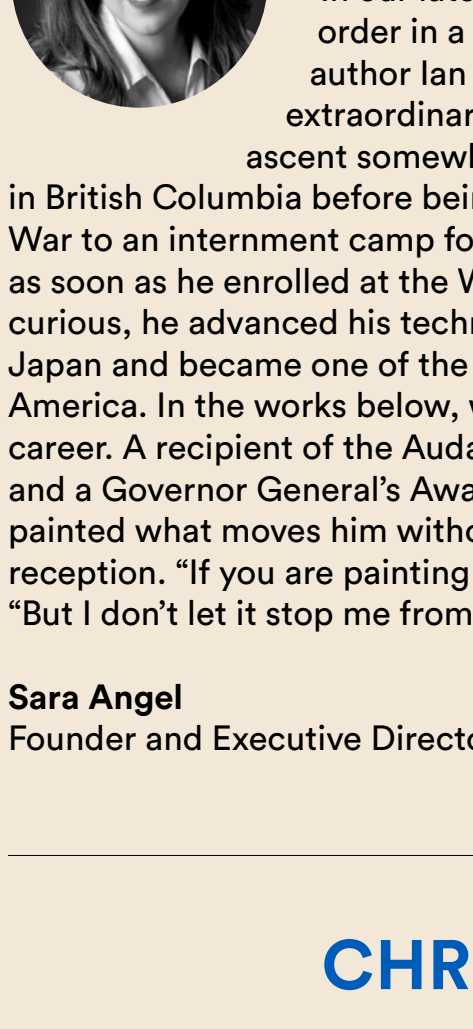 order in a
author Ian
extraordinar
ascent somewh
in British Columbia before bei
War to an internment camp fo
as soon as he enrolled at the
curious, he advanced his tech
Japan and became one of the
America. In the works below,
career. A recipient of the Auda
and a Governor General’s Awa
painted what moves him witho
reception. “If you are painting
“But I don’t let it stop me from
Sara Angel
Founder and Executive Directo
CHR